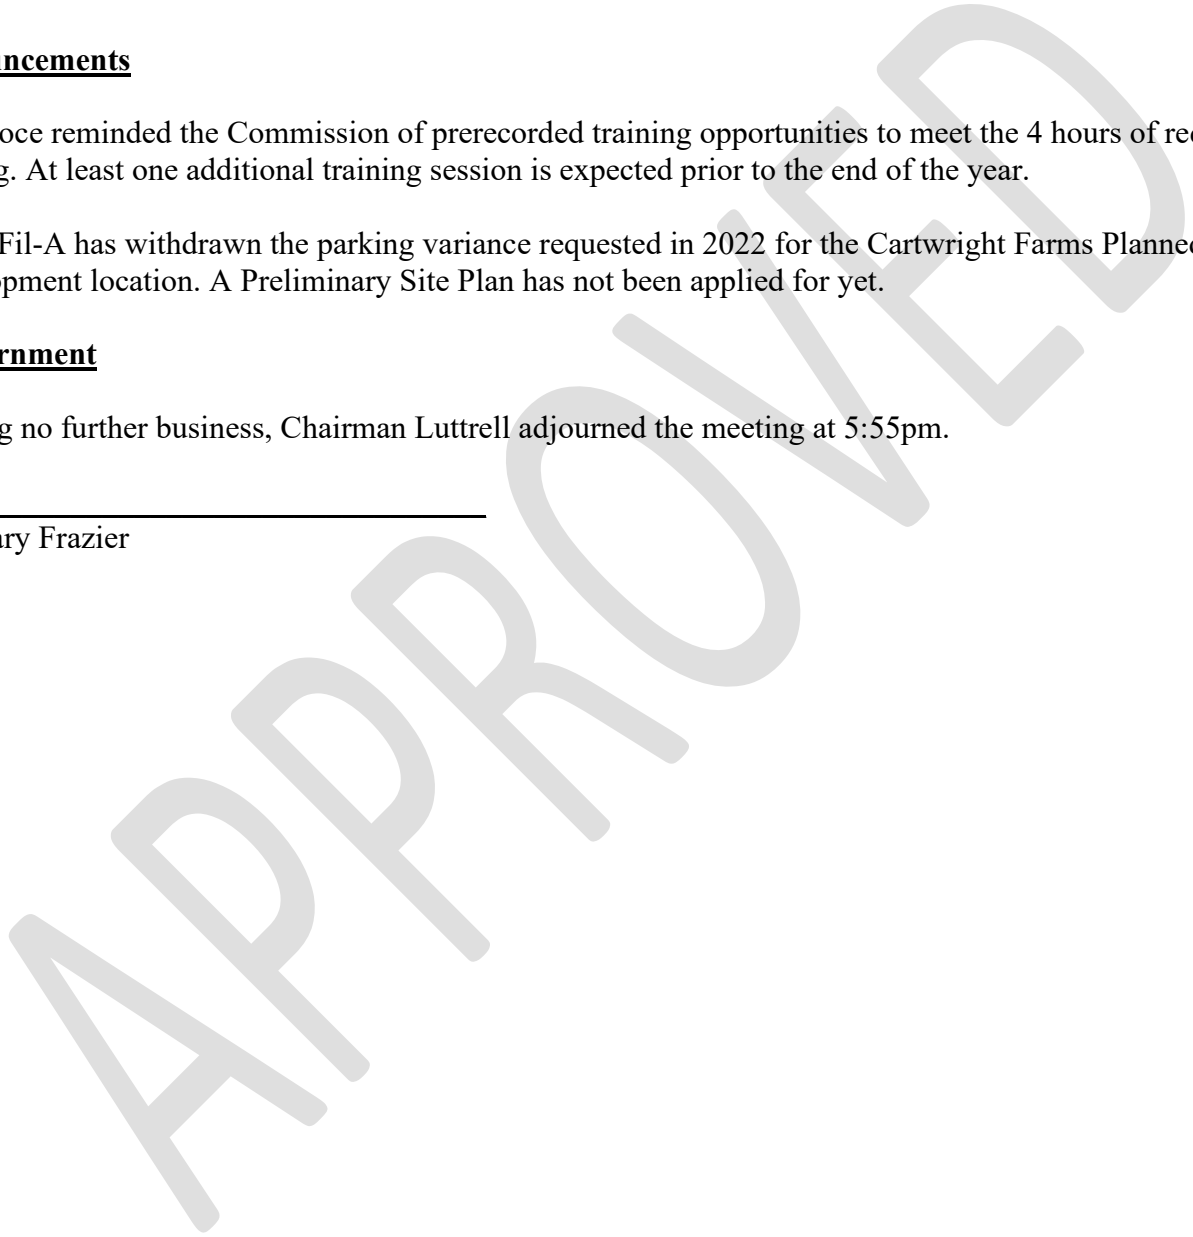 ncements
oce reminded the Commission of prerecorded training opportunities to meet the 4 hours of re
g. At least one additional training session is expected prior to the end of the year.
Fil-A has withdrawn the parking variance requested in 2022 for the Cartwright Farms Planned
pment location. A Preliminary Site Plan has not been applied for yet.
rnment
g no further business, Chairman Luttrell adjourned the meeting at 5:55pm.
ary Frazier
APPROVED